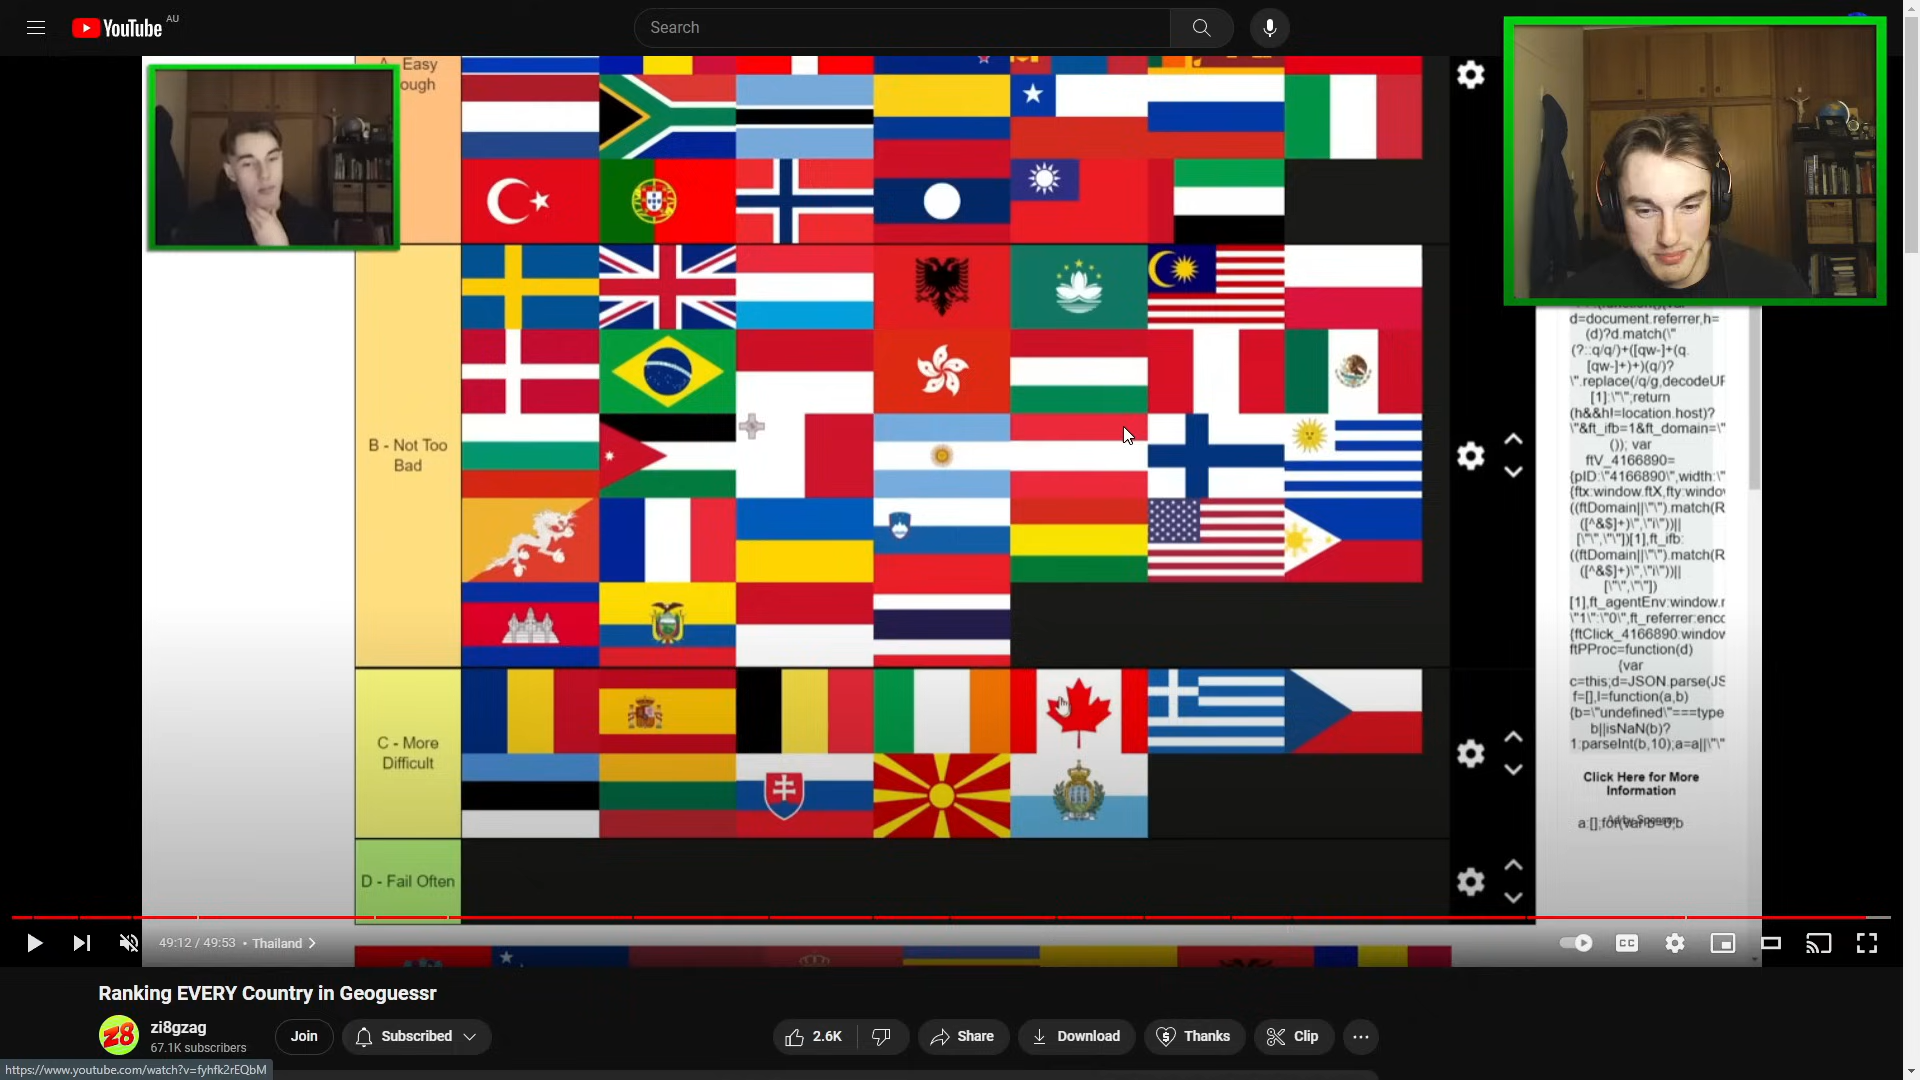 YouTube AU
Search
A - Easy
ough
B - Not Too
Bad
C - More
Difficult
D - Fail Often
d=document.referrer,h=
(d)?d.match(\"
(?::q/q/)+([qw-]+(q.
[qw-]+)+)(q/)?
\".replace(/q/g,decodeUF
[1]:\"\";return
(h&&h!=location.host)?
\"&ft_ifb=1&ft_domain=\"
()); var
ftV_4166890=
{pID:\"4166890\",width:\"
{ftx:window.ftX,fty:windov
((ftDomain||\"\").match(R
([^&$]+)\",\"i\"))||
[\"\",\"\"])[1],ft_ifb:
((ftDomain||\"\").match(R
([^&$]+)\",\"i\"))||
[\"\",\"\"])
[1],ft_agentEnv:window.r
\"1\":\"0\",ft_referrer:enc
{ftClick_4166890:window
ftPProc=function(d)
{var
c=this;d=JSON.parse(JS
f=[],l=function(a,b)
{b=\"undefined\"===type
b||isNaN(b)?
1:parseInt(b,10);a=a||\"\"
Click Here for More
Information
49:12 / 49:53 • Thailand
CC
Ranking EVERY Country in Geoguessr
zi8gzag
67.1K subscribers
Join
Subscribed
2.6K
Share
Download
Thanks
Clip
https://www.youtube.com/watch?v=fyhfk2rEQbM